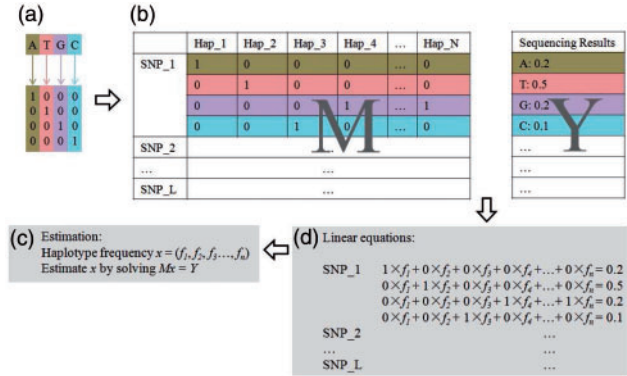 (a)
A T G C
1 0 0 0
0 1 0 0
0 0 1 0
0 0 0 1
(b)
Hap_1 Hap_2 Hap_3 Hap_4 ... Hap_N
SNP_1 1 0 0 0 ... 0
0 1 0 0 ... 0
0 0 0 1 ... 1
0 0 1 0 ... 0
SNP_2 ...
... ...
SNP_L ...
M
Sequencing Results
A: 0.2
T: 0.5
G: 0.2
C: 0.1
...
...
...
Y
(c)
Estimation:
Haplotype frequency x = (f₁, f₂, f₃…, fₙ)
Estimate x by solving Mx = Y
(d)
Linear equations:
SNP_1 1×f₁+0×f₂+0×f₃+0×f₄+…+0×fₙ=0.2
0×f₁+1×f₂+0×f₃+0×f₄+…+0×fₙ=0.5
0×f₁+0×f₂+0×f₃+1×f₄+…+1×fₙ=0.2
0×f₁+0×f₂+1×f₃+0×f₄+…+0×fₙ=0.1
SNP_2 …
... …
SNP_L …